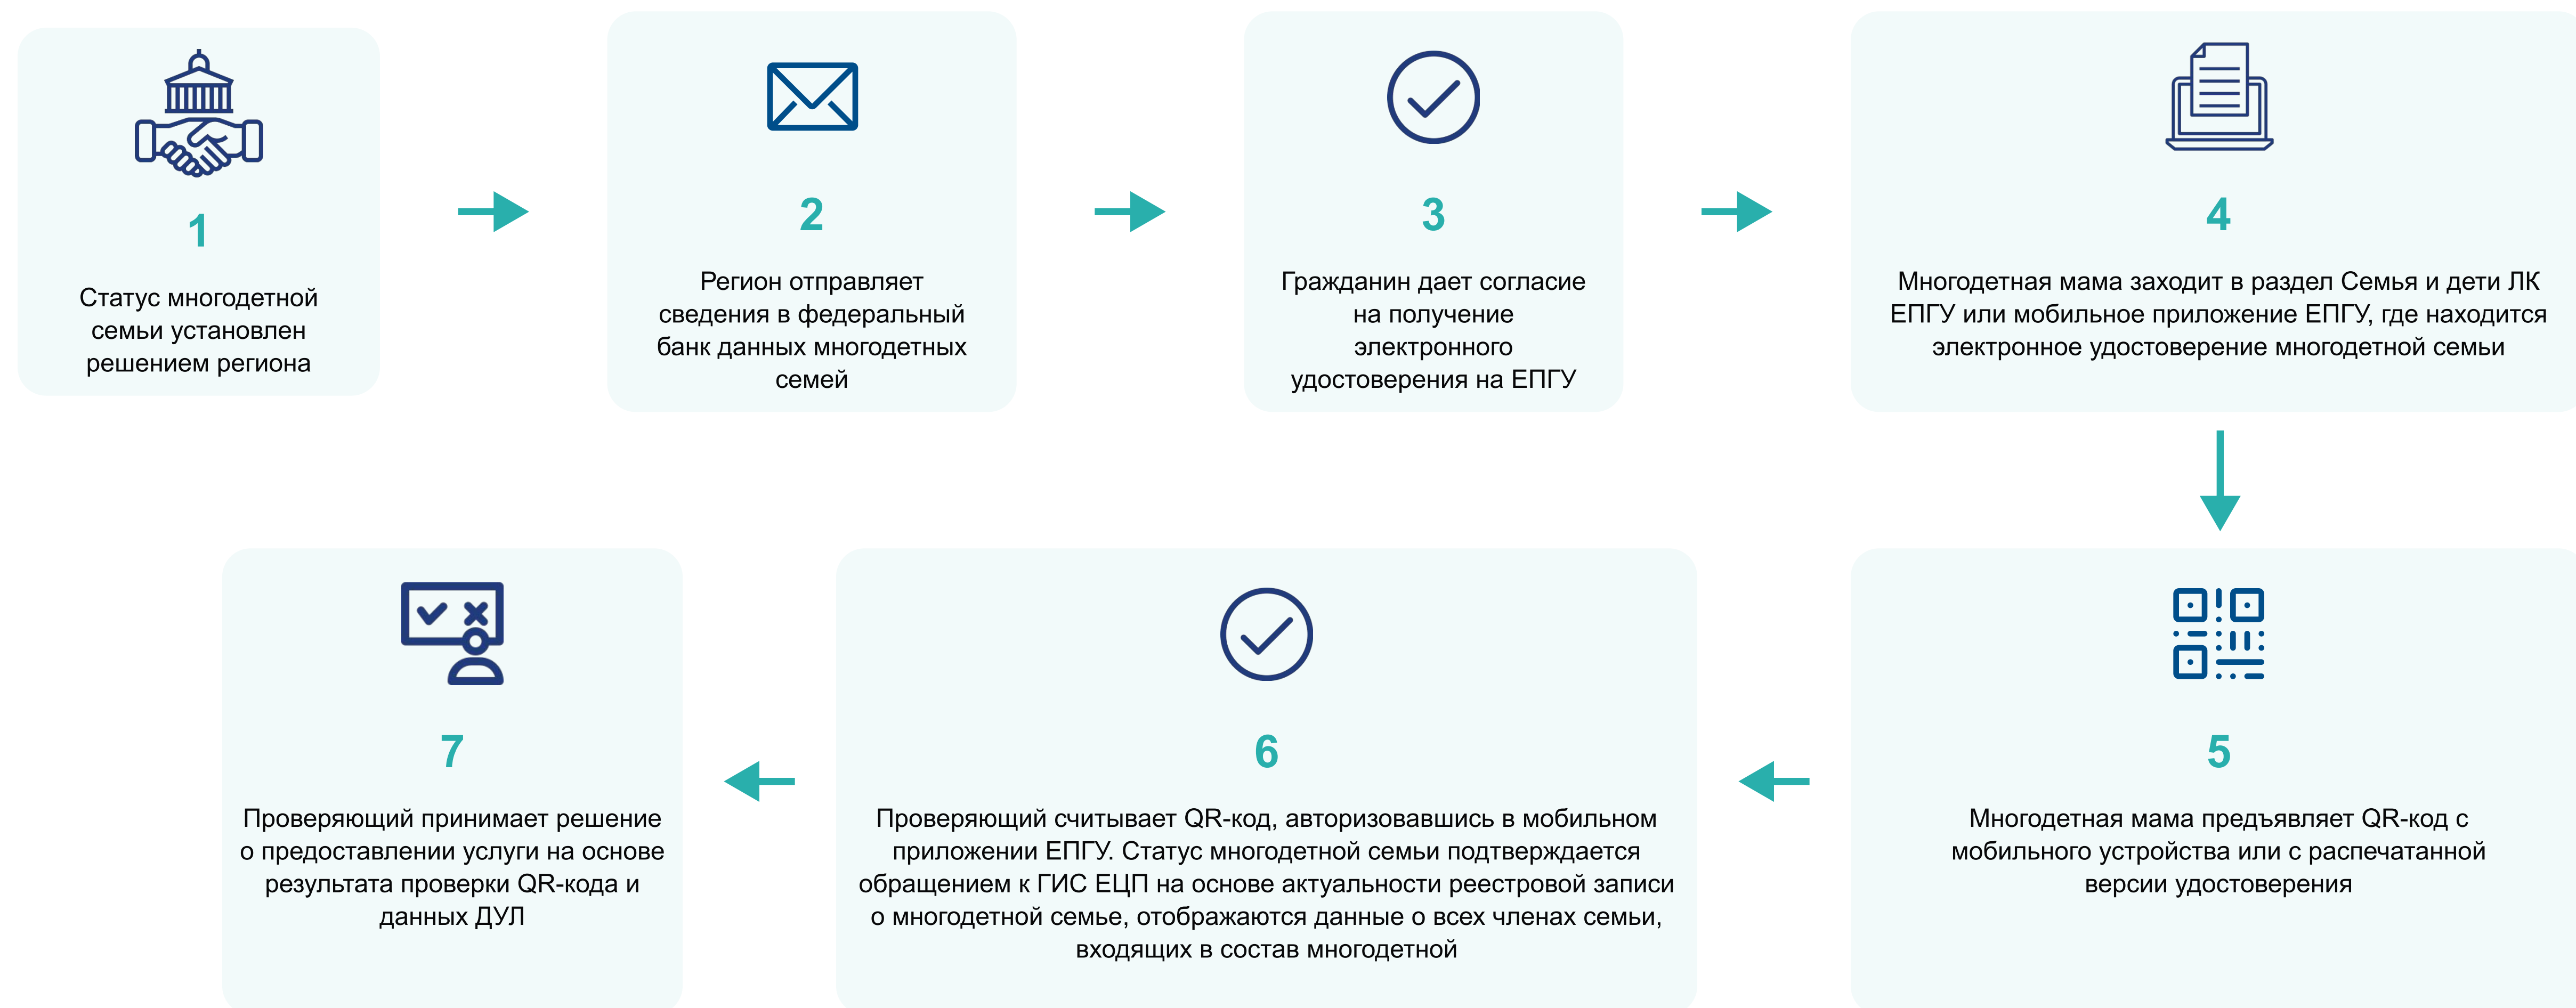 1
Статус многодетной
семьи установлен
решением региона
2
Регион отправляет
сведения в федеральный
банк данных многодетных
семей
3
Гражданин дает согласие
на получение
электронного
удостоверения на ЕПГУ
4
Многодетная мама заходит в раздел Семья и дети ЛК
ЕПГУ или мобильное приложение ЕПГУ, где находится
электронное удостоверение многодетной семьи
5
Многодетная мама предъявляет QR-код с
мобильного устройства или с распечатанной
версии удостоверения
6
Проверяющий считывает QR-код, авторизовавшись в мобильном
приложении ЕПГУ. Статус многодетной семьи подтверждается
обращением к ГИС ЕЦП на основе актуальности реестровой записи
о многодетной семье, отображаются данные о всех членах семьи,
входящих в состав многодетной
7
Проверяющий принимает решение
о предоставлении услуги на основе
результата проверки QR-кода и
данных ДУЛ